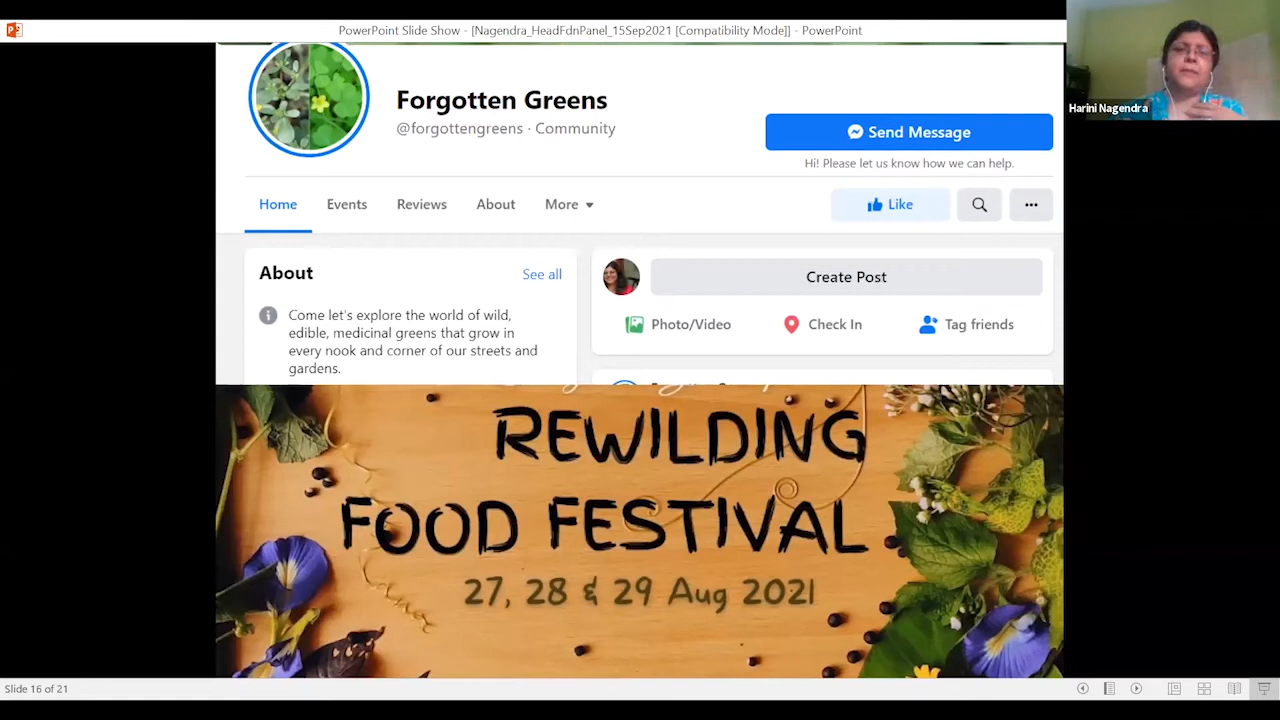 PowerPoint Slide Show - [Nagendra_HeadFdnPanel_15Sep2021 [Compatibility Mode]] - PowerPoint
Harini Nagendra
Forgotten Greens
@forgottengreens · Community
Send Message
Hi! Please let us know how we can help.
Home Events Reviews About More
Like
About See all
Come let's explore the world of wild,
edible, medicinal greens that grow in
every nook and corner of our streets and
gardens.
Create Post
Photo/Video Check In Tag friends
REWILDING
FOOD FESTIVAL
27, 28 & 29 Aug 2021
Slide 16 of 21